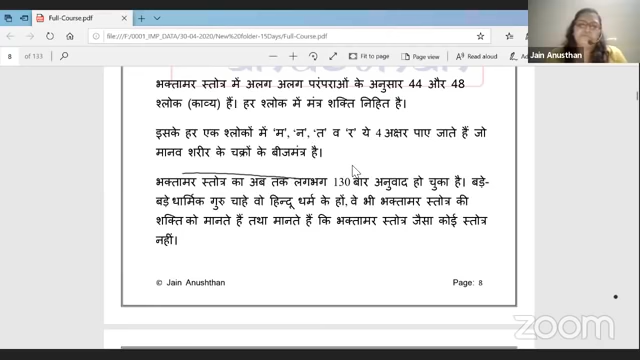 Full-Course.pdf
file:///F:/0001_IMP_DATA/30-04-2020/New%20folder-15Days/Full-Course.pdf
8 of 133
Fit to page
Page view
Read aloud
Jain Anusthan
भक्तामर स्तोत्र में अलग अलग परंपराओं के अनुसार 44 और 48
श्लोक (काव्य) हैं। हर श्लोक में मंत्र शक्ति निहित है।
इसके हर एक श्लोकों में 'म', 'न', 'त' व 'र' ये 4 अक्षर पाए जाते हैं जो
मानव शरीर के चक्रों के बीजमंत्र है।
भक्तामर स्तोत्र का अब तक लगभग 130 बार अनुवाद हो चुका है। बड़े-
बड़े धार्मिक गुरु चाहे वो हिन्दू धर्म के हों, वे भी भक्तामर स्तोत्र की
शक्ति को मानते हैं तथा मानते हैं कि भक्तामर स्तोत्र जैसा कोई स्तोत्र
नहीं।
© Jain Anushthan
Page: 8
zoom